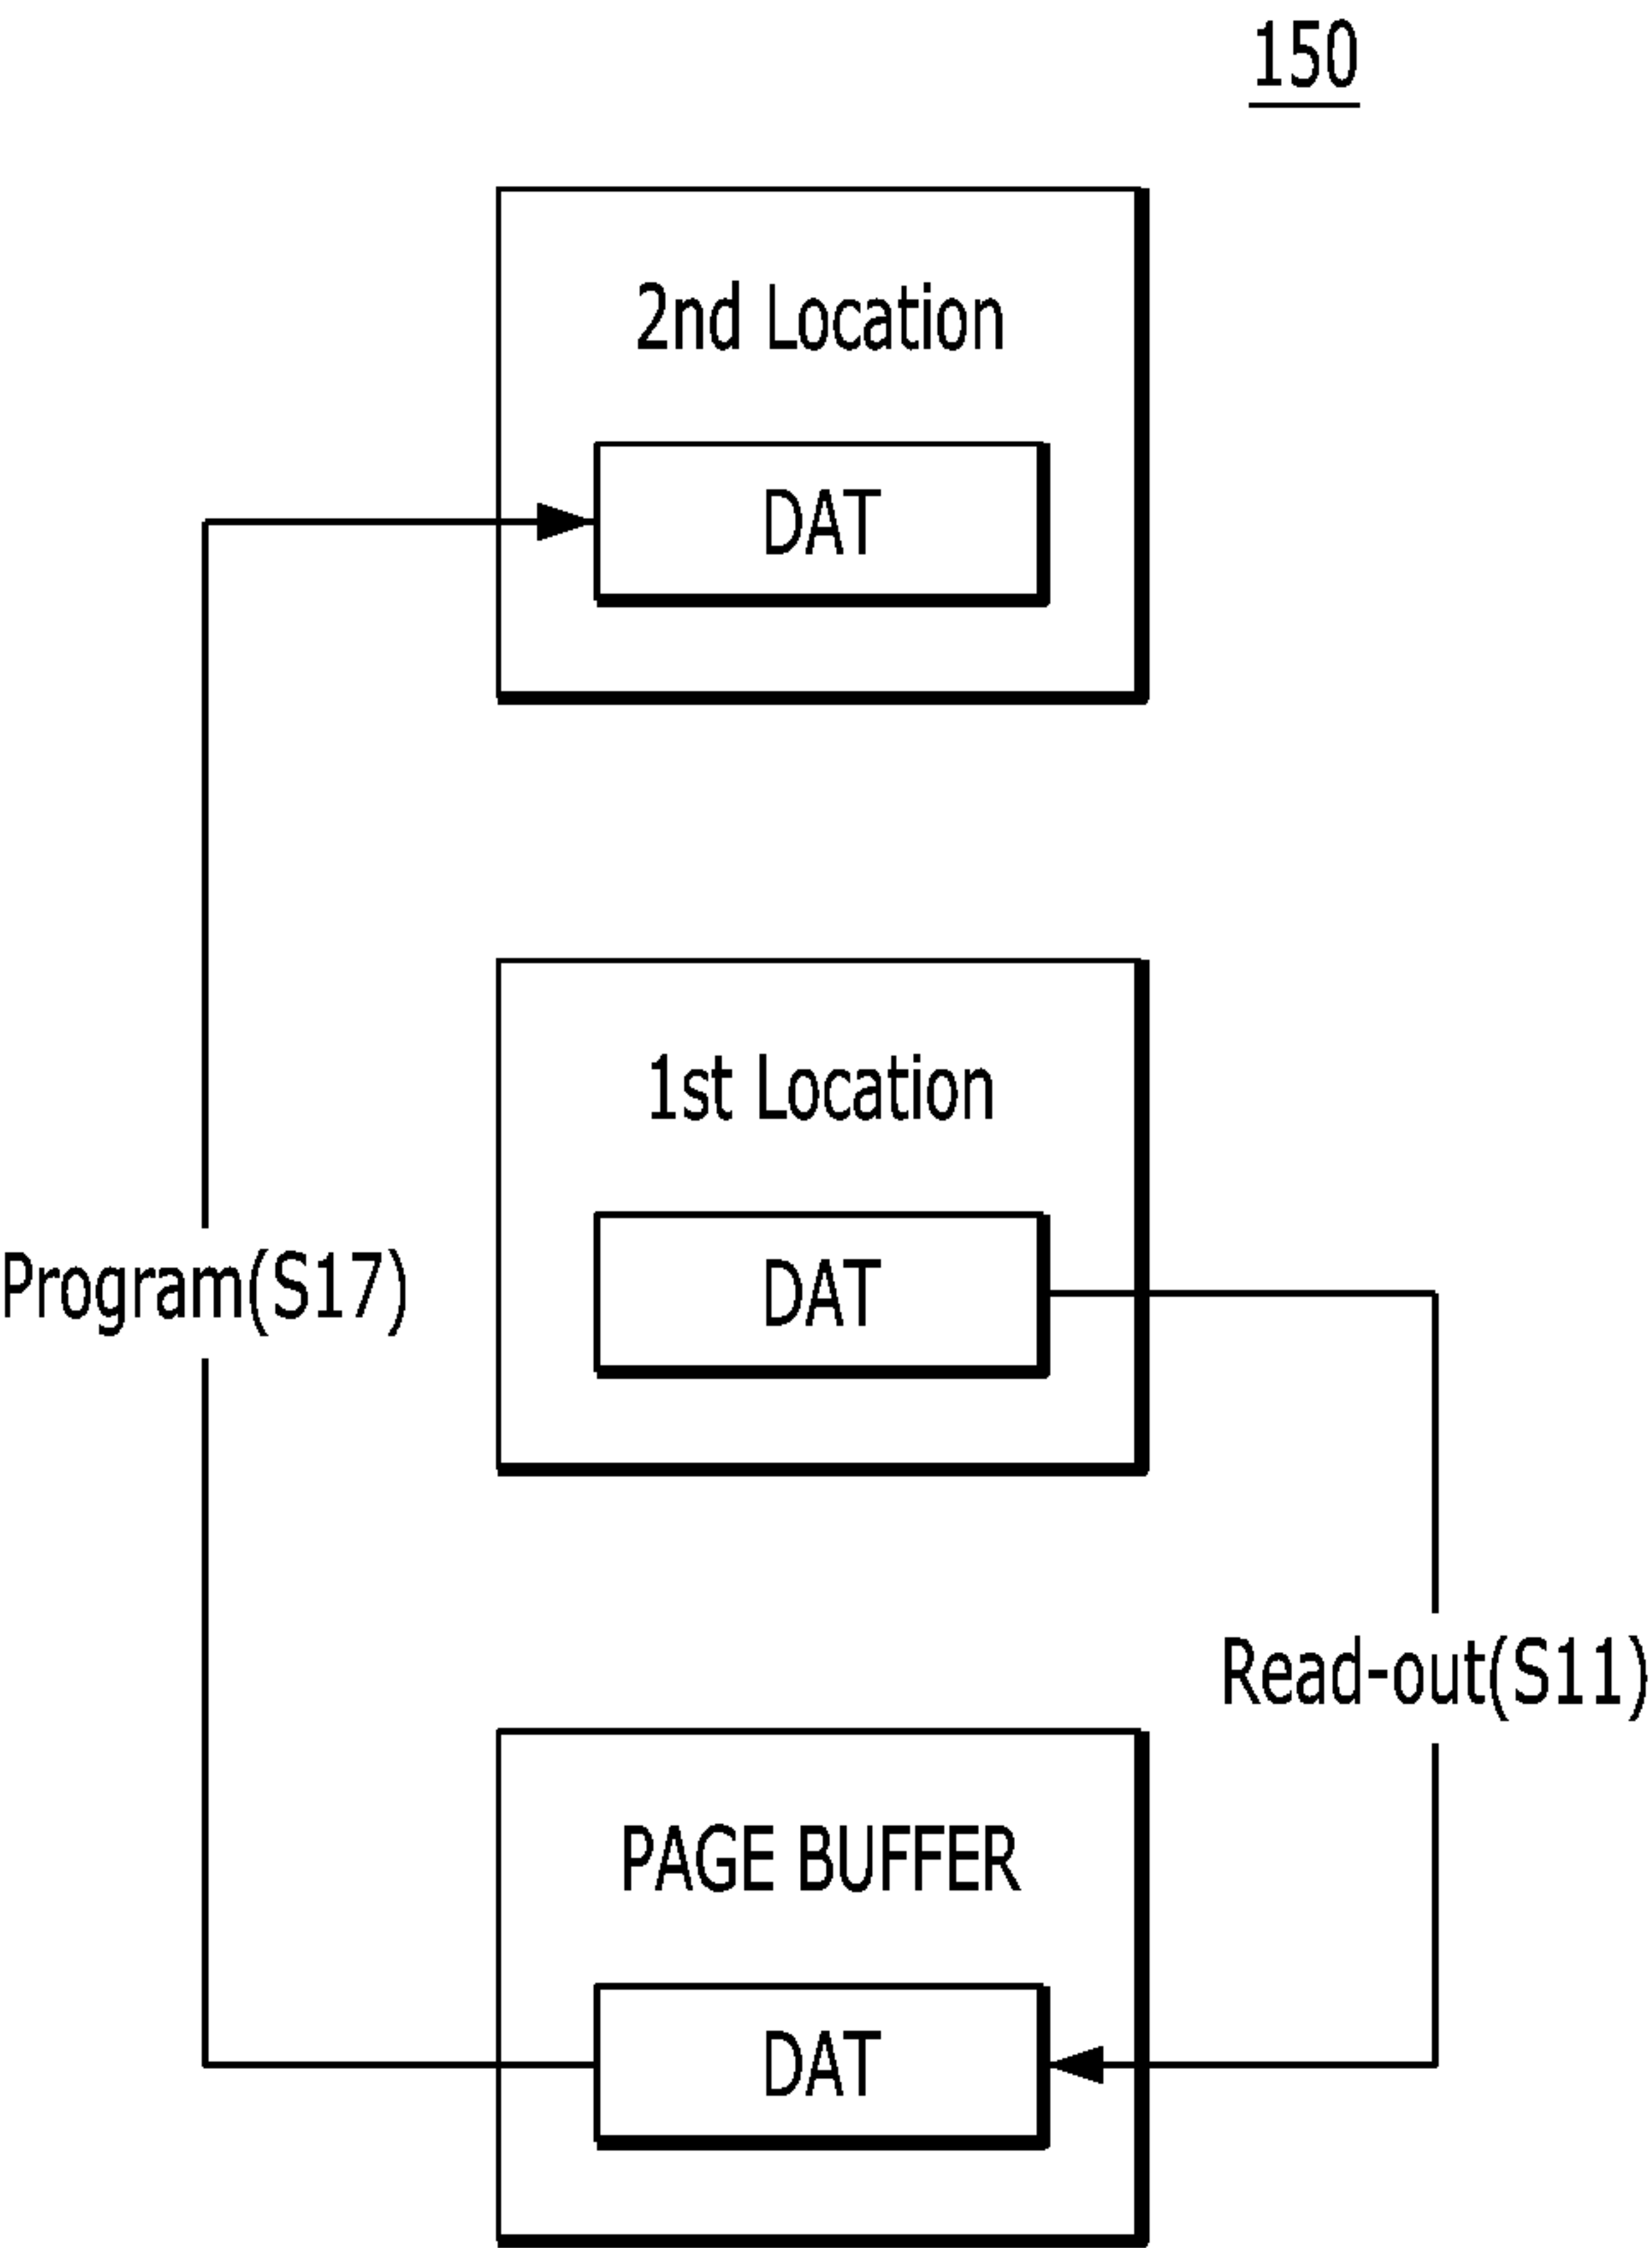 150
2nd Location
DAT
1st Location
DAT
Program(S17)
Read-out(S11)
PAGE BUFFER
DAT